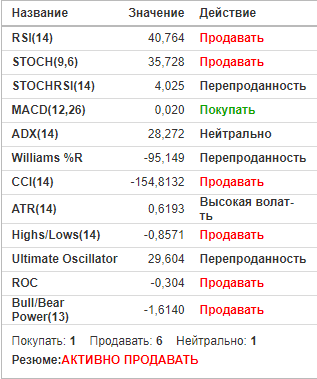 Название Значение Действие
RSI(14) 40,764 Продавать
STOCH(9,6) 35,728 Продавать
STOCHRSI(14) 4,025 Перепроданность
MACD(12,26) 0,020 Покупать
ADX(14) 28,272 Нейтрально
Williams %R -95,149 Перепроданность
CCI(14) -154,8132 Продавать
ATR(14) 0,6193 Высокая волат-
ть
Highs/Lows(14) -0,8571 Продавать
Ultimate Oscillator 29,604 Перепроданность
ROC -0,304 Продавать
Bull/Bear
Power(13) -1,6140 Продавать
Покупать: 1 Продавать: 6 Нейтрально: 1
Резюме:АКТИВНО ПРОДАВАТЬ